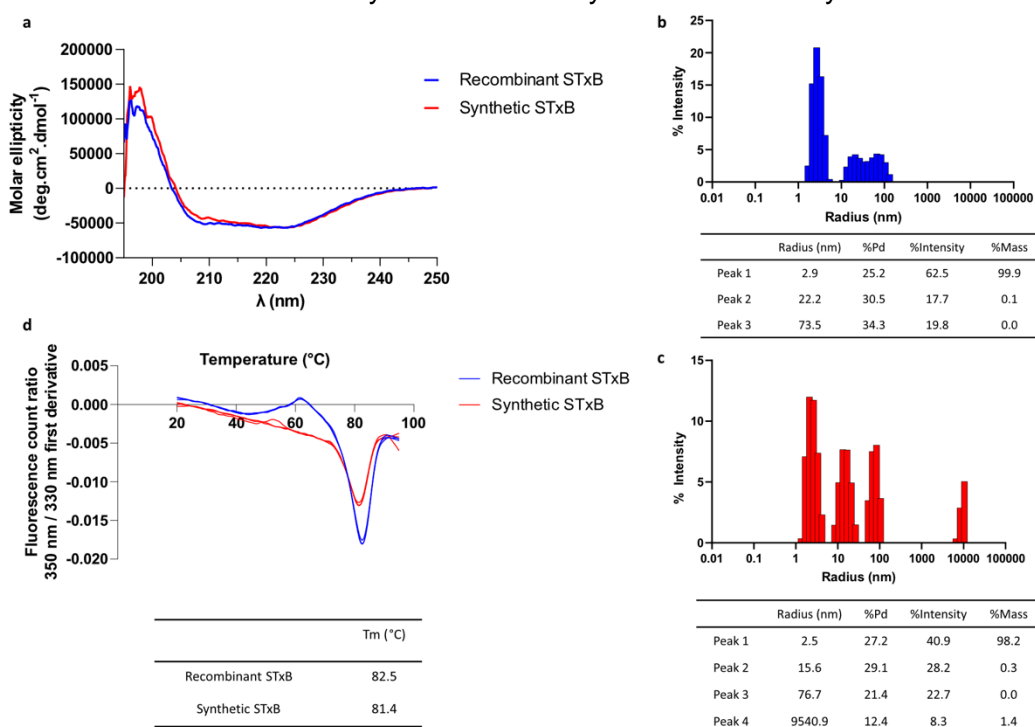 a
Molar ellipticity
(deg.cm².dmol⁻¹)
200000
150000
100000
50000
0
-50000
-100000
200 210 220 230 240 250
λ (nm)
Recombinant STxB
Synthetic STxB
b
% Intensity
25
20
15
10
5
0
0.01 0.1 1 10 100 1000 10000 100000
Radius (nm)
Radius (nm) %Pd %Intensity %Mass
Peak 1 2.9 25.2 62.5 99.9
Peak 2 22.2 30.5 17.7 0.1
Peak 3 73.5 34.3 19.8 0.0
d
Temperature (°C)
Fluorescence count ratio
350 nm / 330 nm first derivative
0.005
0.000
-0.005
-0.010
-0.015
-0.020
20 40 60 80 100
Recombinant STxB
Synthetic STxB
Tm (°C)
Recombinant STxB 82.5
Synthetic STxB 81.4
c
% Intensity
15
10
5
0
0.01 0.1 1 10 100 1000 10000 100000
Radius (nm)
Radius (nm) %Pd %Intensity %Mass
Peak 1 2.5 27.2 40.9 98.2
Peak 2 15.6 29.1 28.2 0.3
Peak 3 76.7 21.4 22.7 0.0
Peak 4 9540.9 12.4 8.3 1.4